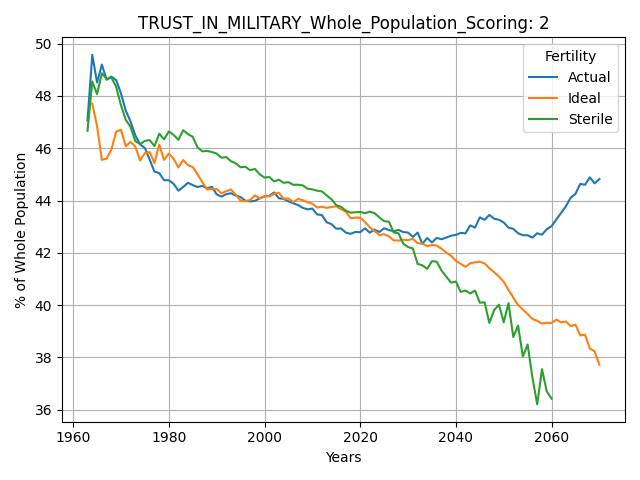 TRUST_IN_MILITARY_Whole_Population_Scoring: 2
Fertility
Actual
Ideal
Sterile
% of Whole Population
50
48
46
44
42
40
38
36
1960
1980
2000
2020
2040
2060
Years